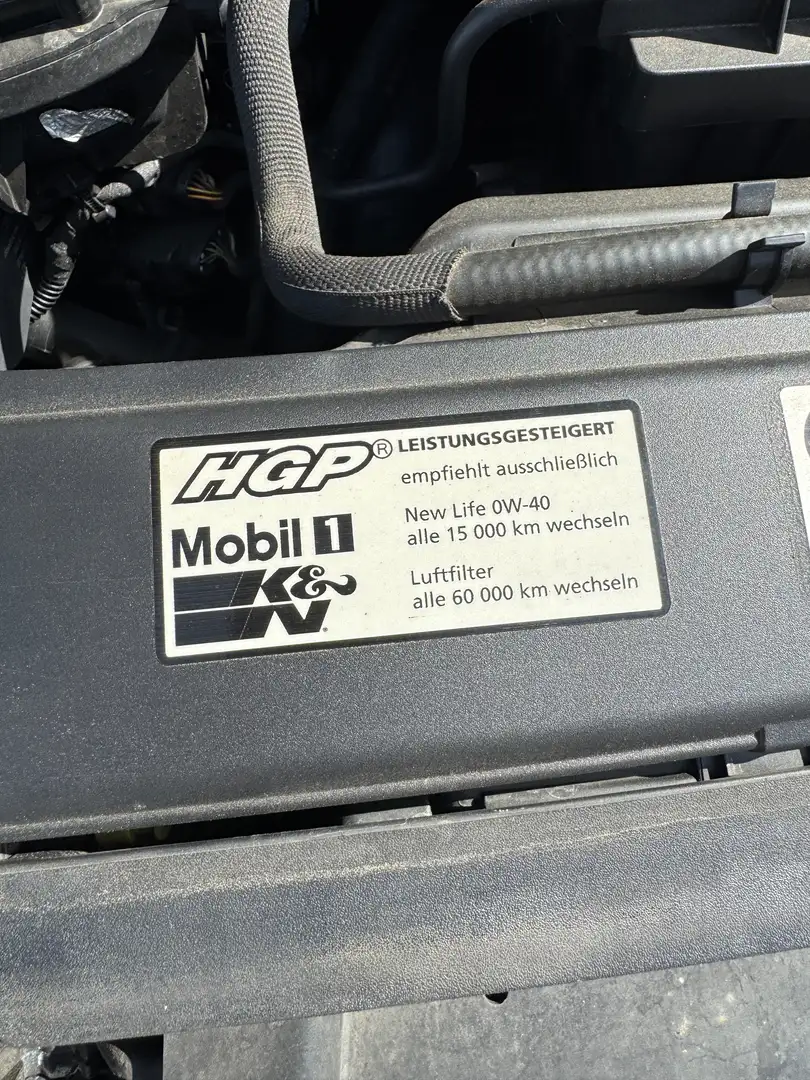 HGP® LEISTUNGSGESTEIGERT
empfiehlt ausschließlich
Mobil 1
New Life 0W-40
alle 15 000 km wechseln
K&N
Luftfilter
alle 60 000 km wechseln